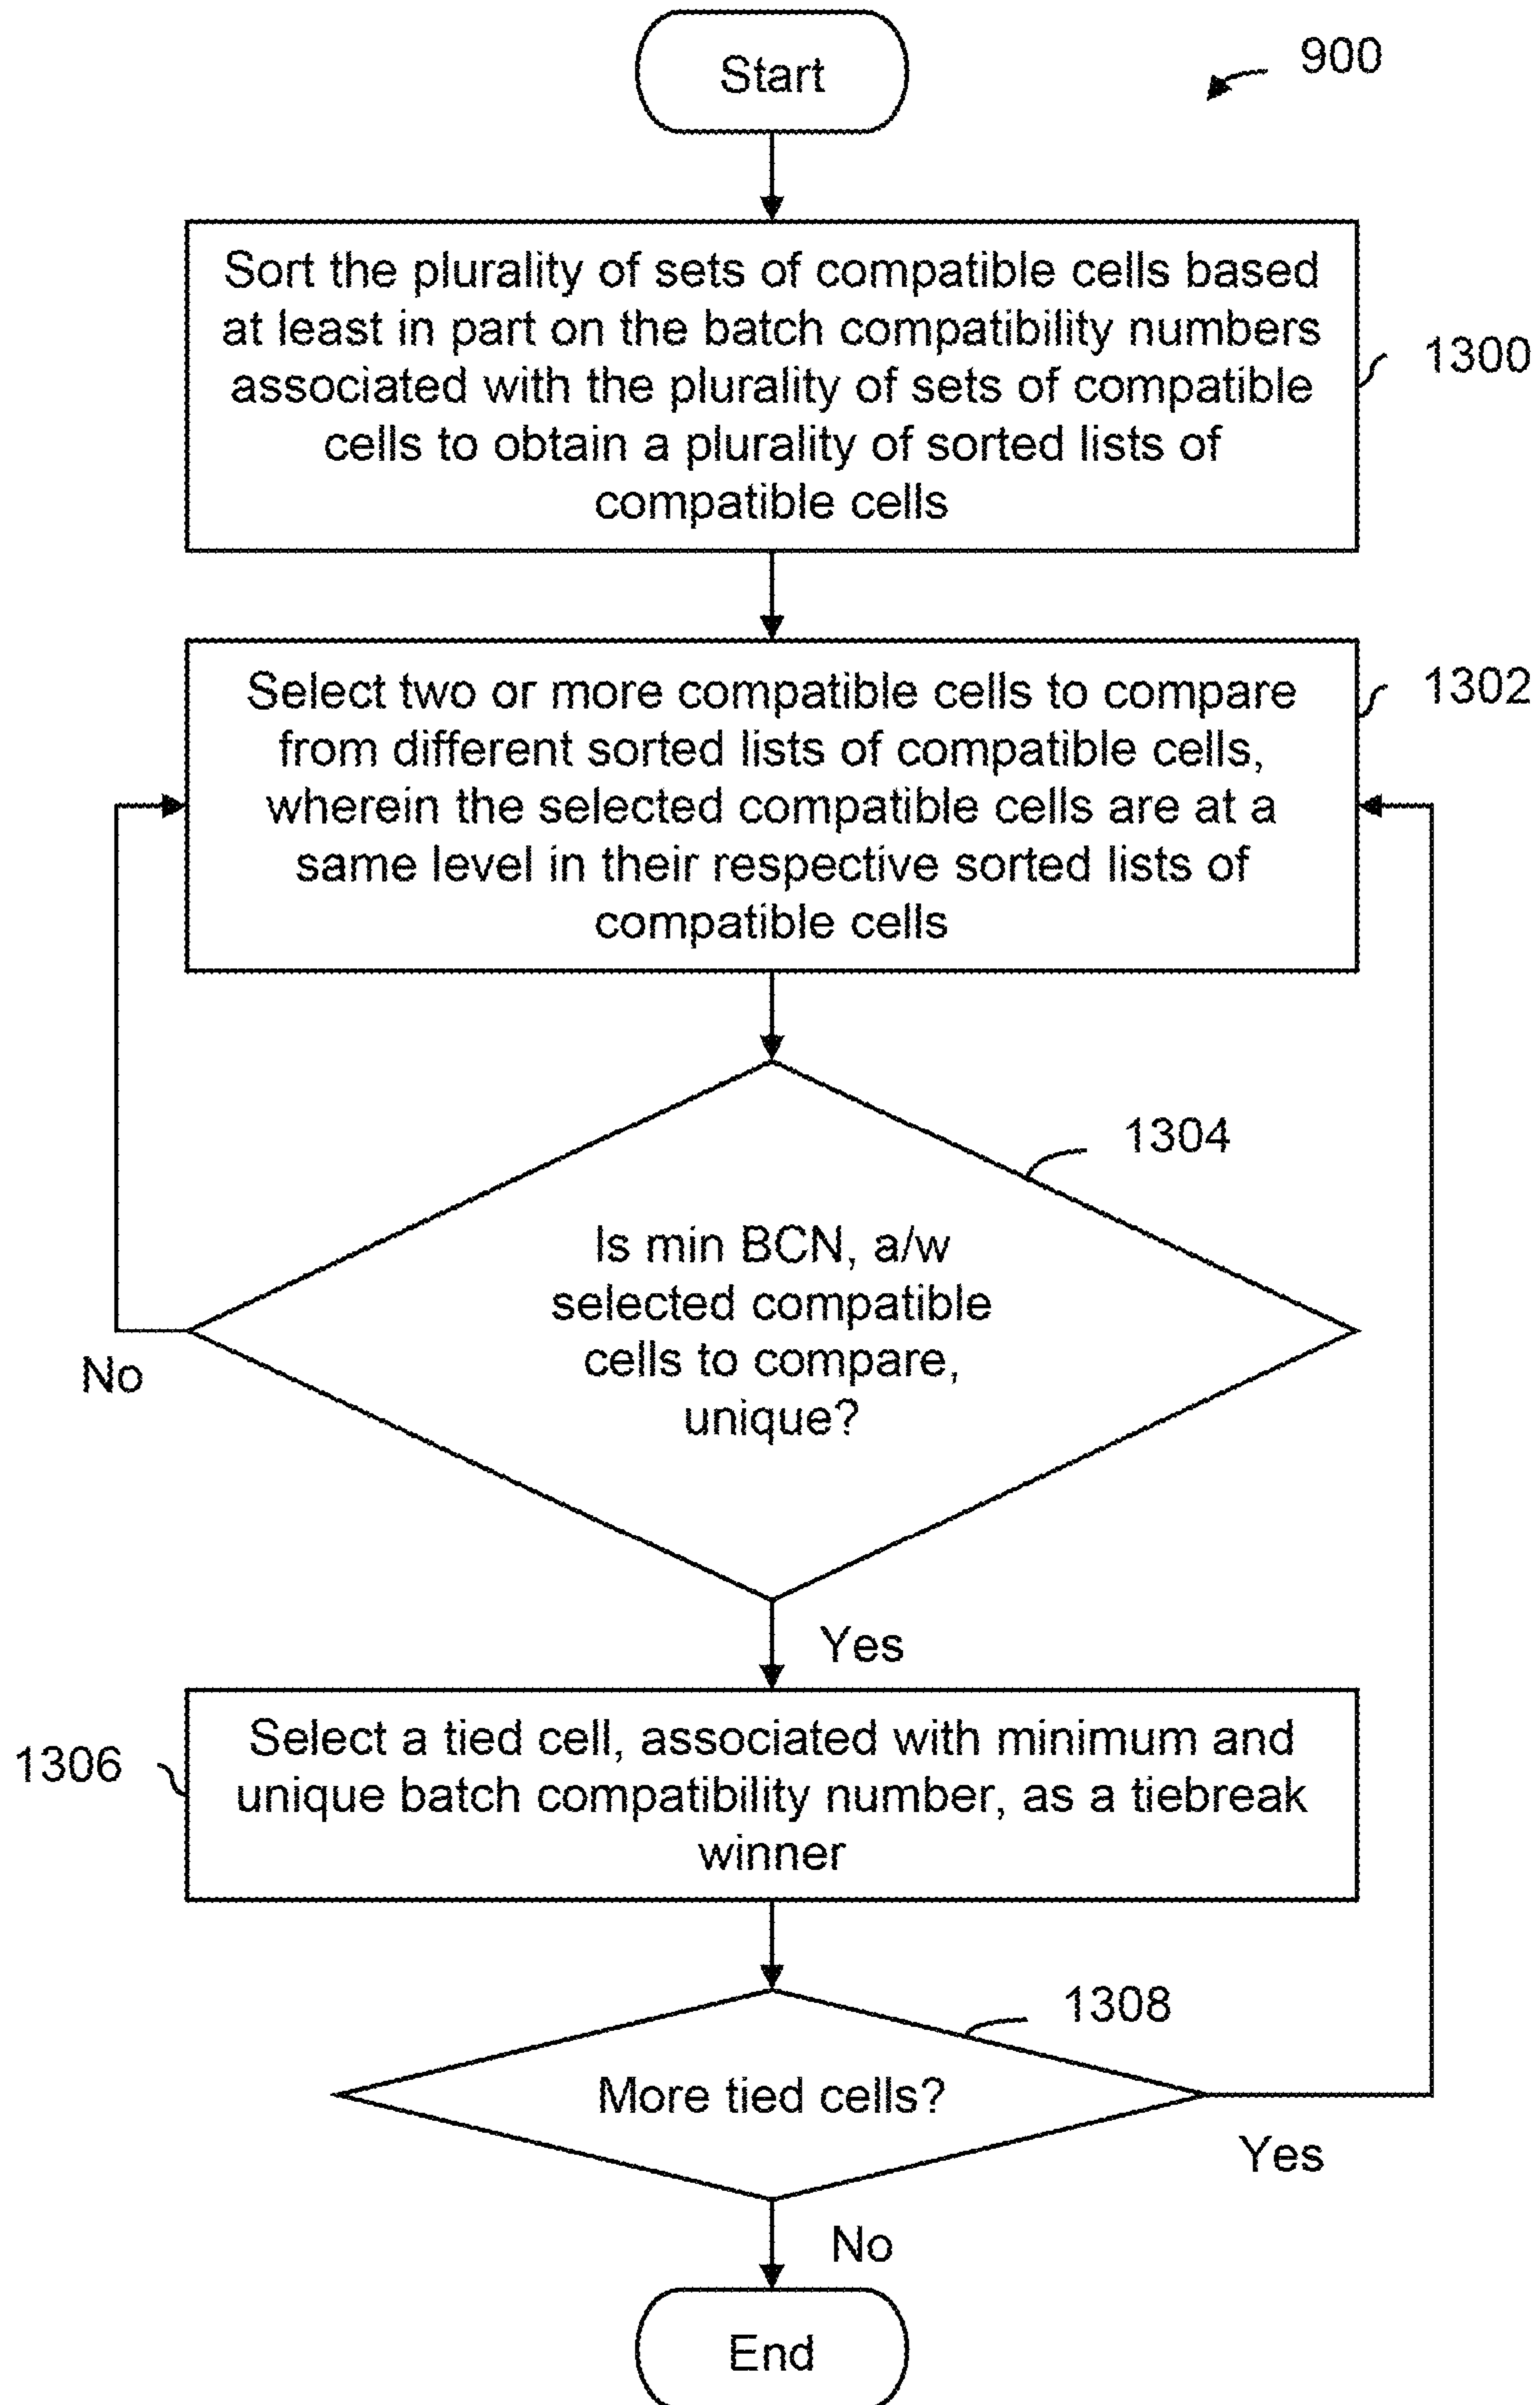 Start
900
Sort the plurality of sets of compatible cells based
at least in part on the batch compatibility numbers
associated with the plurality of sets of compatible
cells to obtain a plurality of sorted lists of
compatible cells
1300
Select two or more compatible cells to compare
from different sorted lists of compatible cells,
wherein the selected compatible cells are at a
same level in their respective sorted lists of
compatible cells
1302
1304
Is min BCN, a/w
selected compatible
cells to compare,
unique?
No
Yes
1306
Select a tied cell, associated with minimum and
unique batch compatibility number, as a tiebreak
winner
1308
More tied cells?
Yes
No
End